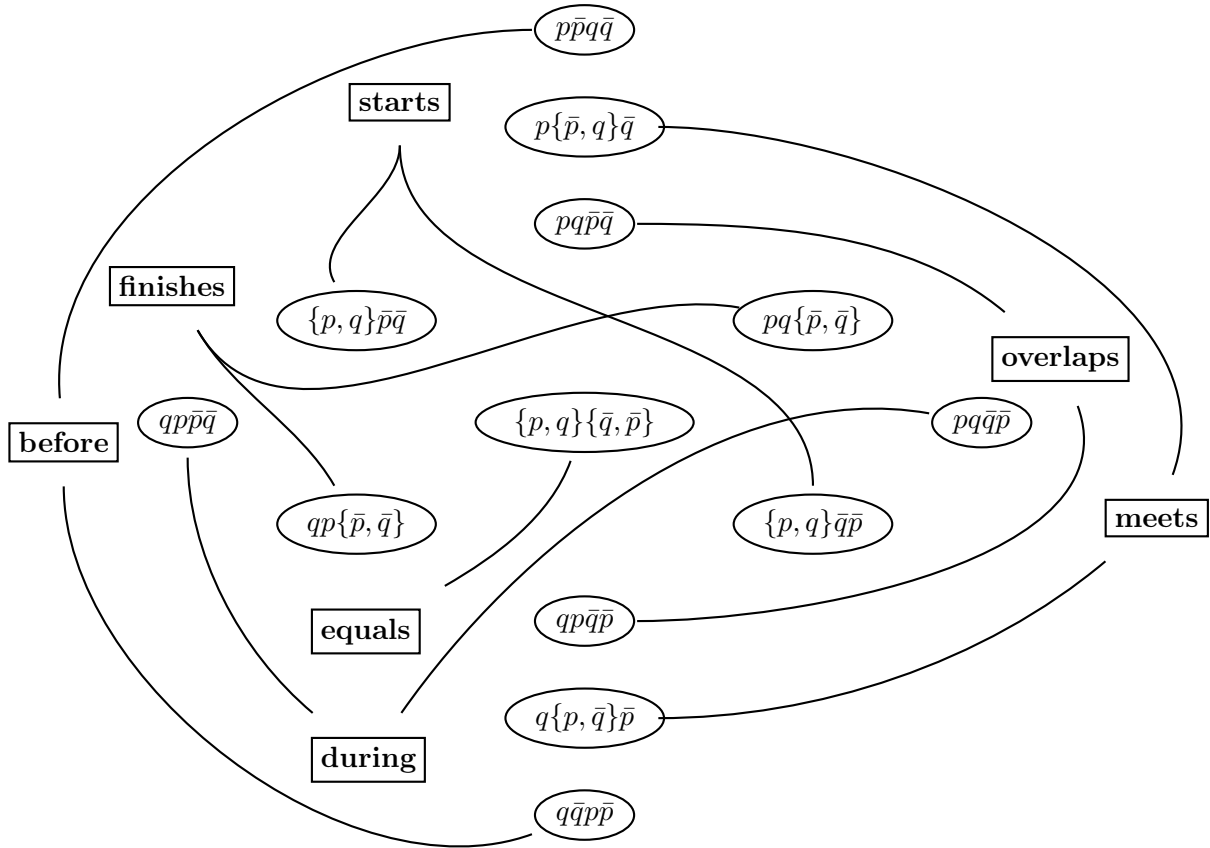 pp̄qq̄
starts
p{p̄, q}q̄
pqp̄q̄
finishes
{p, q}p̄q̄
pq{p̄, q̄}
overlaps
before
qpp̄q̄
{p, q}{q̄, p̄}
pqq̄p̄
qp{p̄, q̄}
{p, q}q̄p̄
meets
equals
qpq̄p̄
q{p, q̄}p̄
during
qq̄pp̄